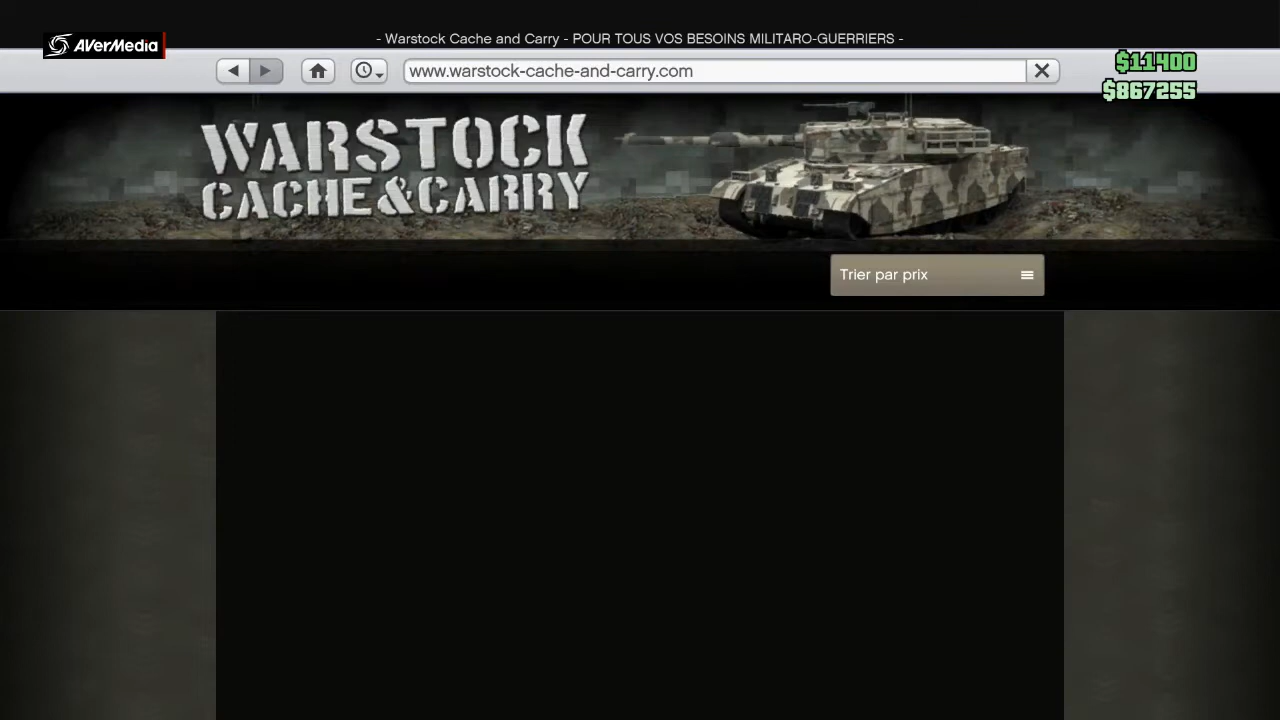 AVerMedia
- Warstock Cache and Carry - POUR TOUS VOS BESOINS MILITARO-GUERRIERS -
www.warstock-cache-and-carry.com
$11400
$867255
WARSTOCK
CACHE&CARRY
Trier par prix